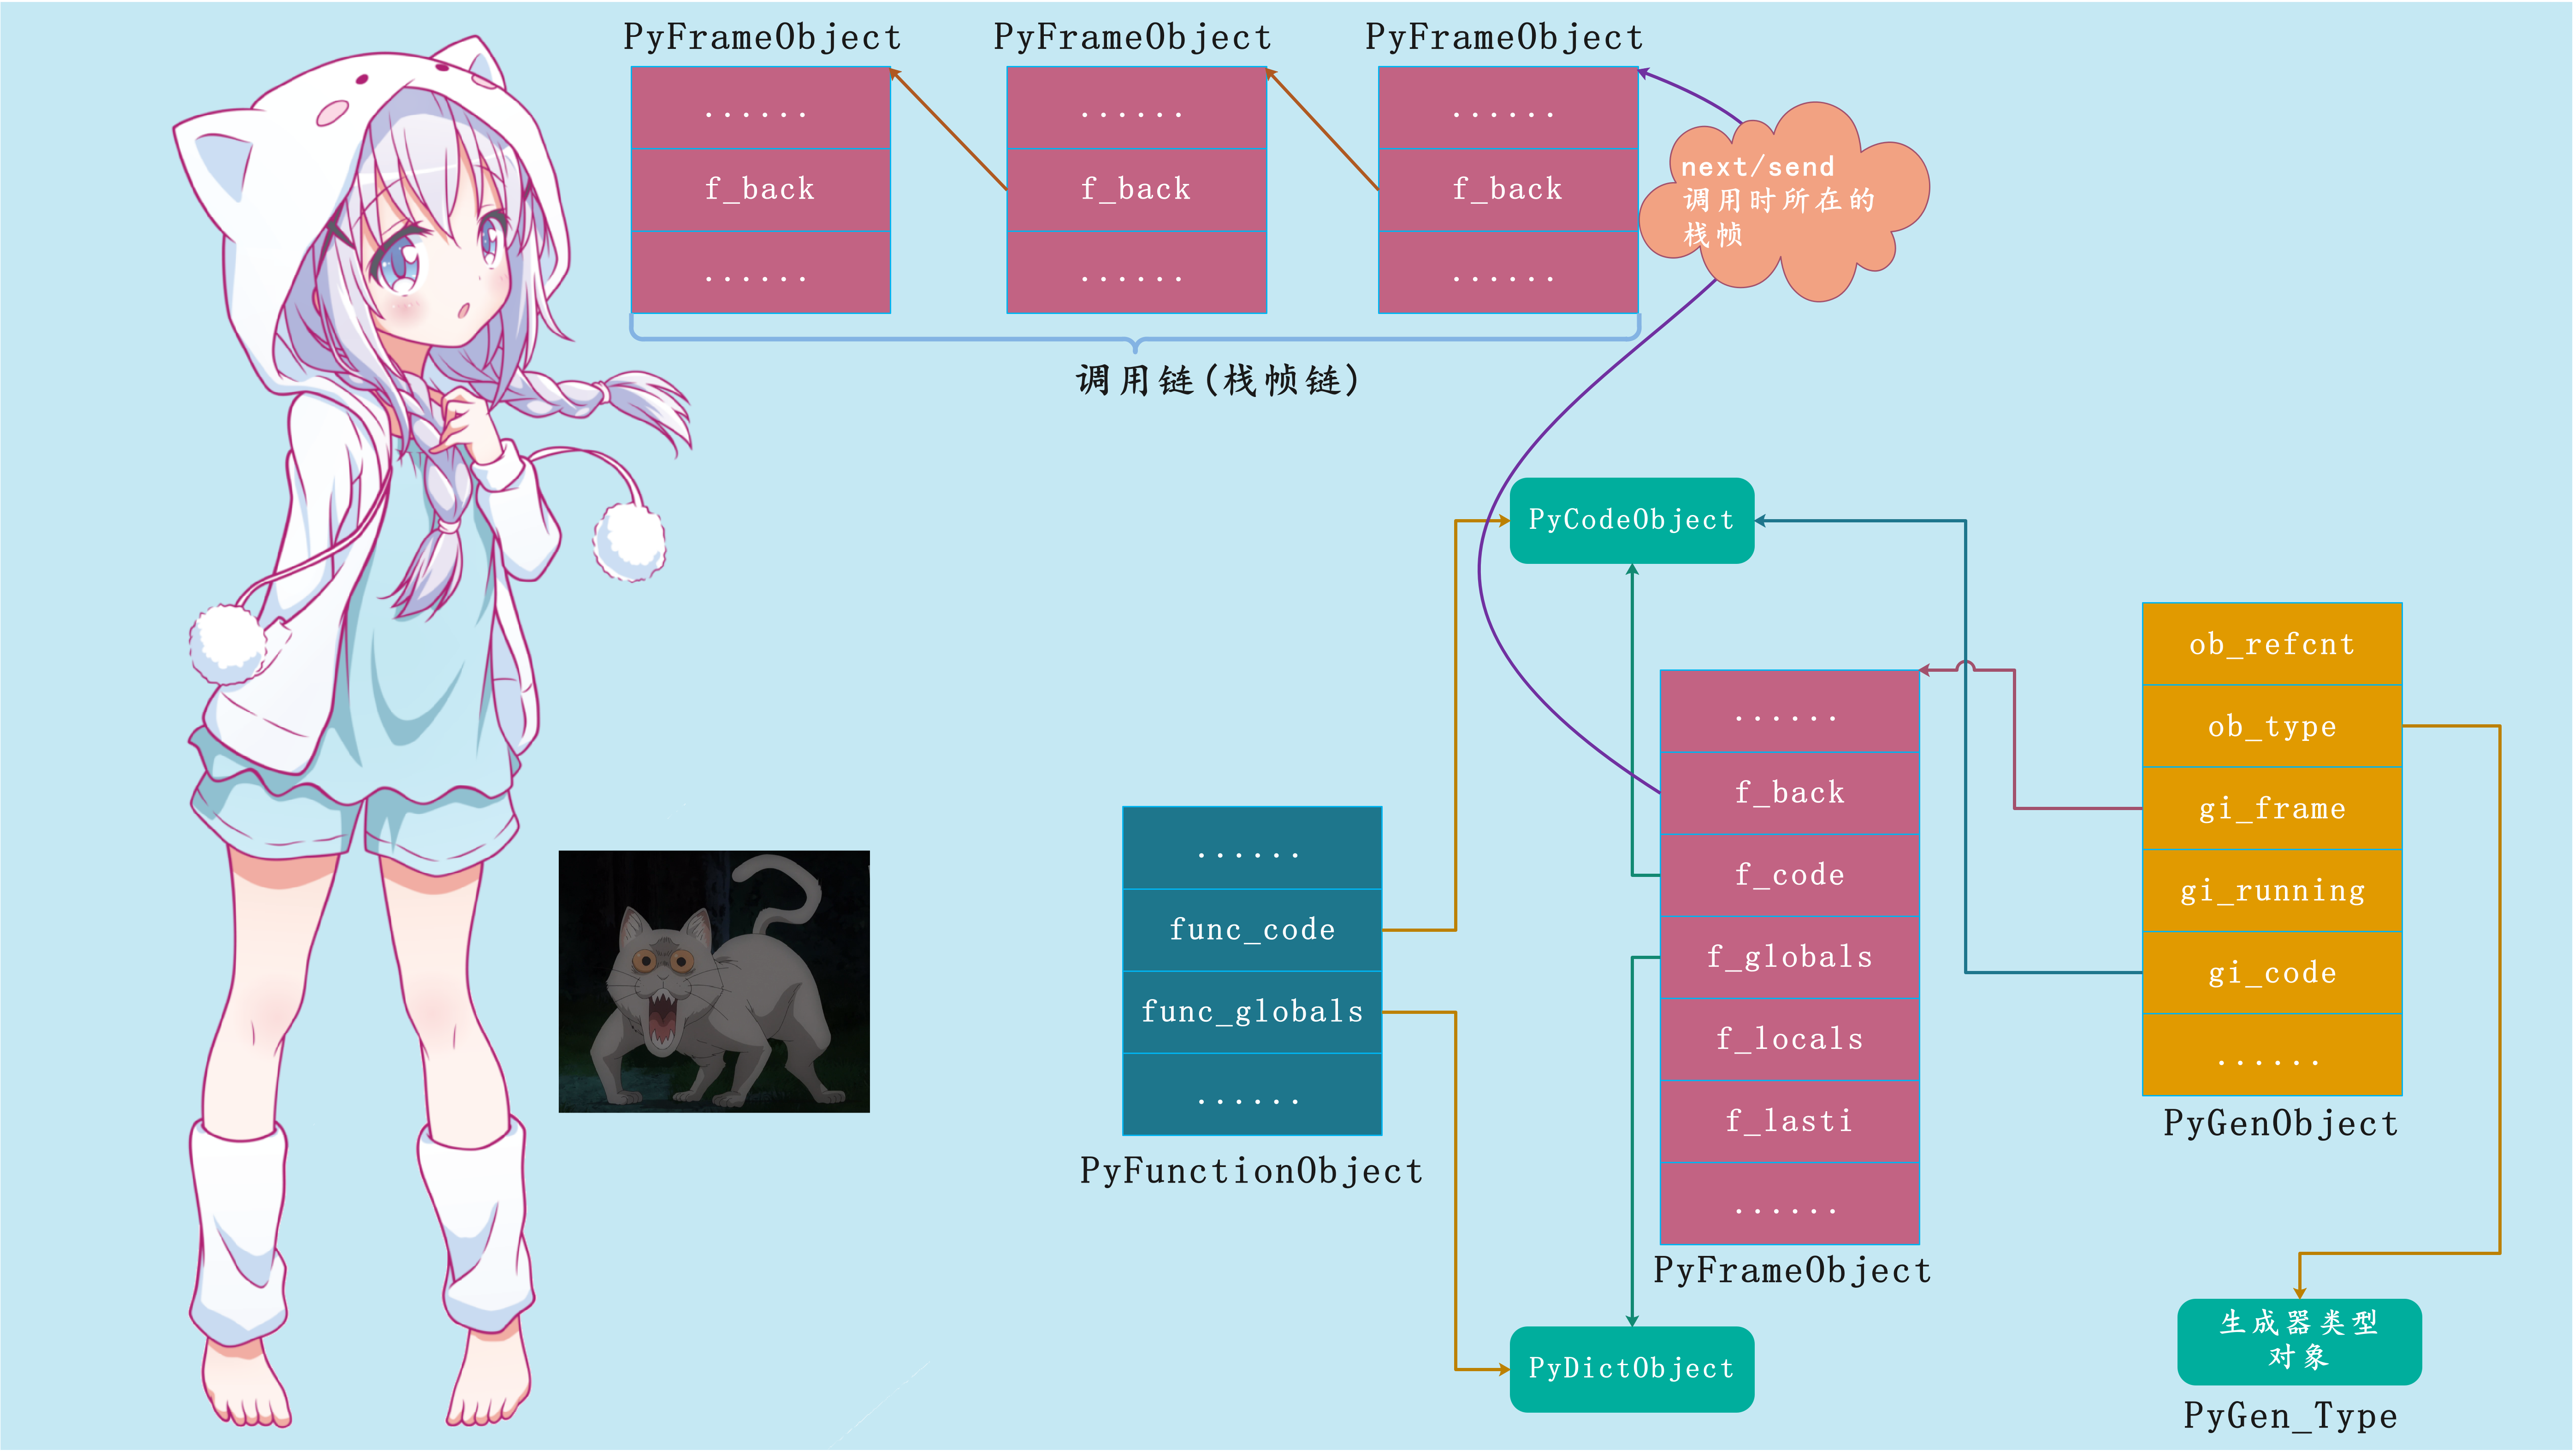 PyFrameObject
......
f_back
......
PyFrameObject
......
f_back
......
PyFrameObject
......
f_back
......
next/send
调用时所在的
栈帧
调用链(栈帧链)
PyCodeObject
......
func_code
func_globals
......
PyFunctionObject
......
f_back
f_code
f_globals
f_locals
f_lasti
......
PyFrameObject
ob_refcnt
ob_type
gi_frame
gi_running
gi_code
......
PyGenObject
PyDictObject
生成器类型
对象
PyGen_Type